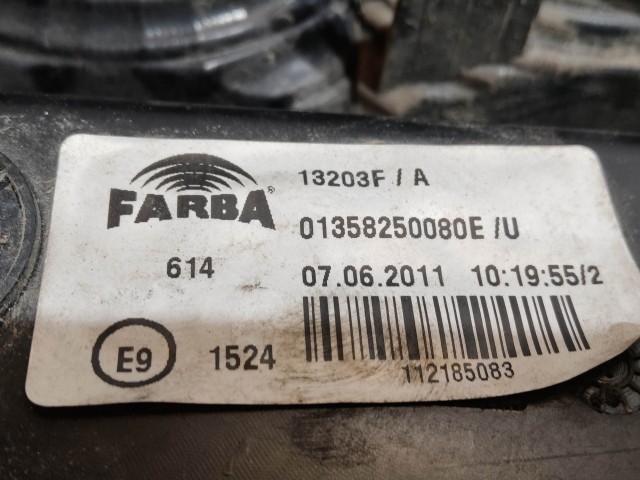 FARBA®
13203F / A
01358250080E /U
614
07.06.2011 10:19:55/2
E9
1524
112185083